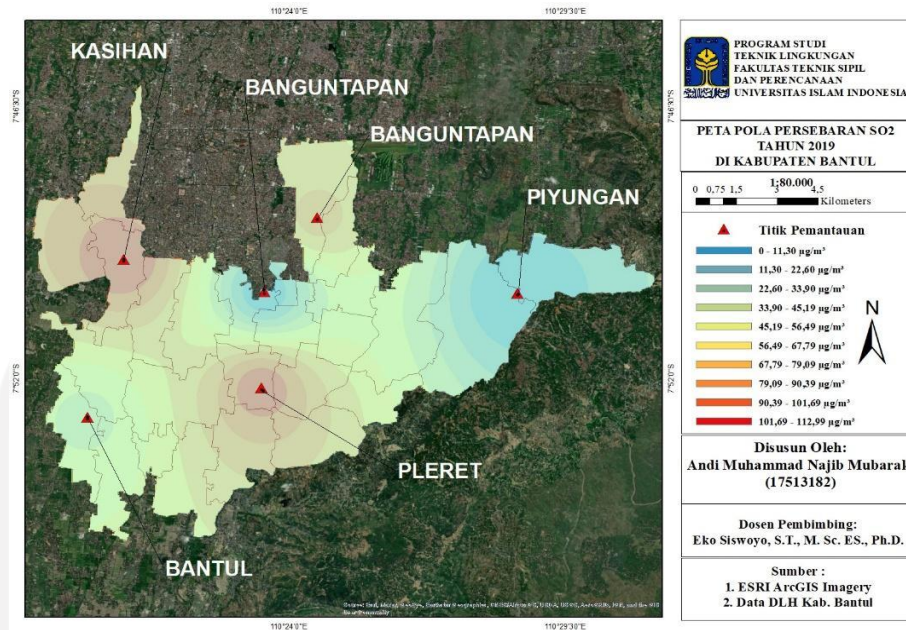 110°24'0"E
110°29'30"E
7°46'30"S
7°46'30"S
KASIHAN
BANGUNTAPAN
BANGUNTAPAN
PIYUNGAN
7°52'0"S
7°52'0"S
PLERET
BANTUL
110°24'0"E
110°29'30"E
PROGRAM STUDI
TEKNIK LINGKUNGAN
FAKULTAS TEKNIK SIPIL
DAN PERENCANAAN
UNIVERSITAS ISLAM INDONESIA
PETA POLA PERSEBARAN SO2
TAHUN 2019
DI KABUPATEN BANTUL
1:80.000
0 0,75 1,5 3 4,5
Kilometers
Titik Pemantauan
0 - 11,30 µg/m³
11,30 - 22,60 µg/m³
22,60 - 33,90 µg/m³
33,90 - 45,19 µg/m³
45,19 - 56,49 µg/m³
56,49 - 67,79 µg/m³
67,79 - 79,09 µg/m³
79,09 - 90,39 µg/m³
90,39 - 101,69 µg/m³
101,69 - 112,99 µg/m³
N
Disusun Oleh:
Andi Muhammad Najib Mubarak
(17513182)
Dosen Pembimbing:
Eko Siswoyo, S.T., M. Sc. ES., Ph.D.
Sumber :
1. ESRI ArcGIS Imagery
2. Data DLH Kab. Bantul